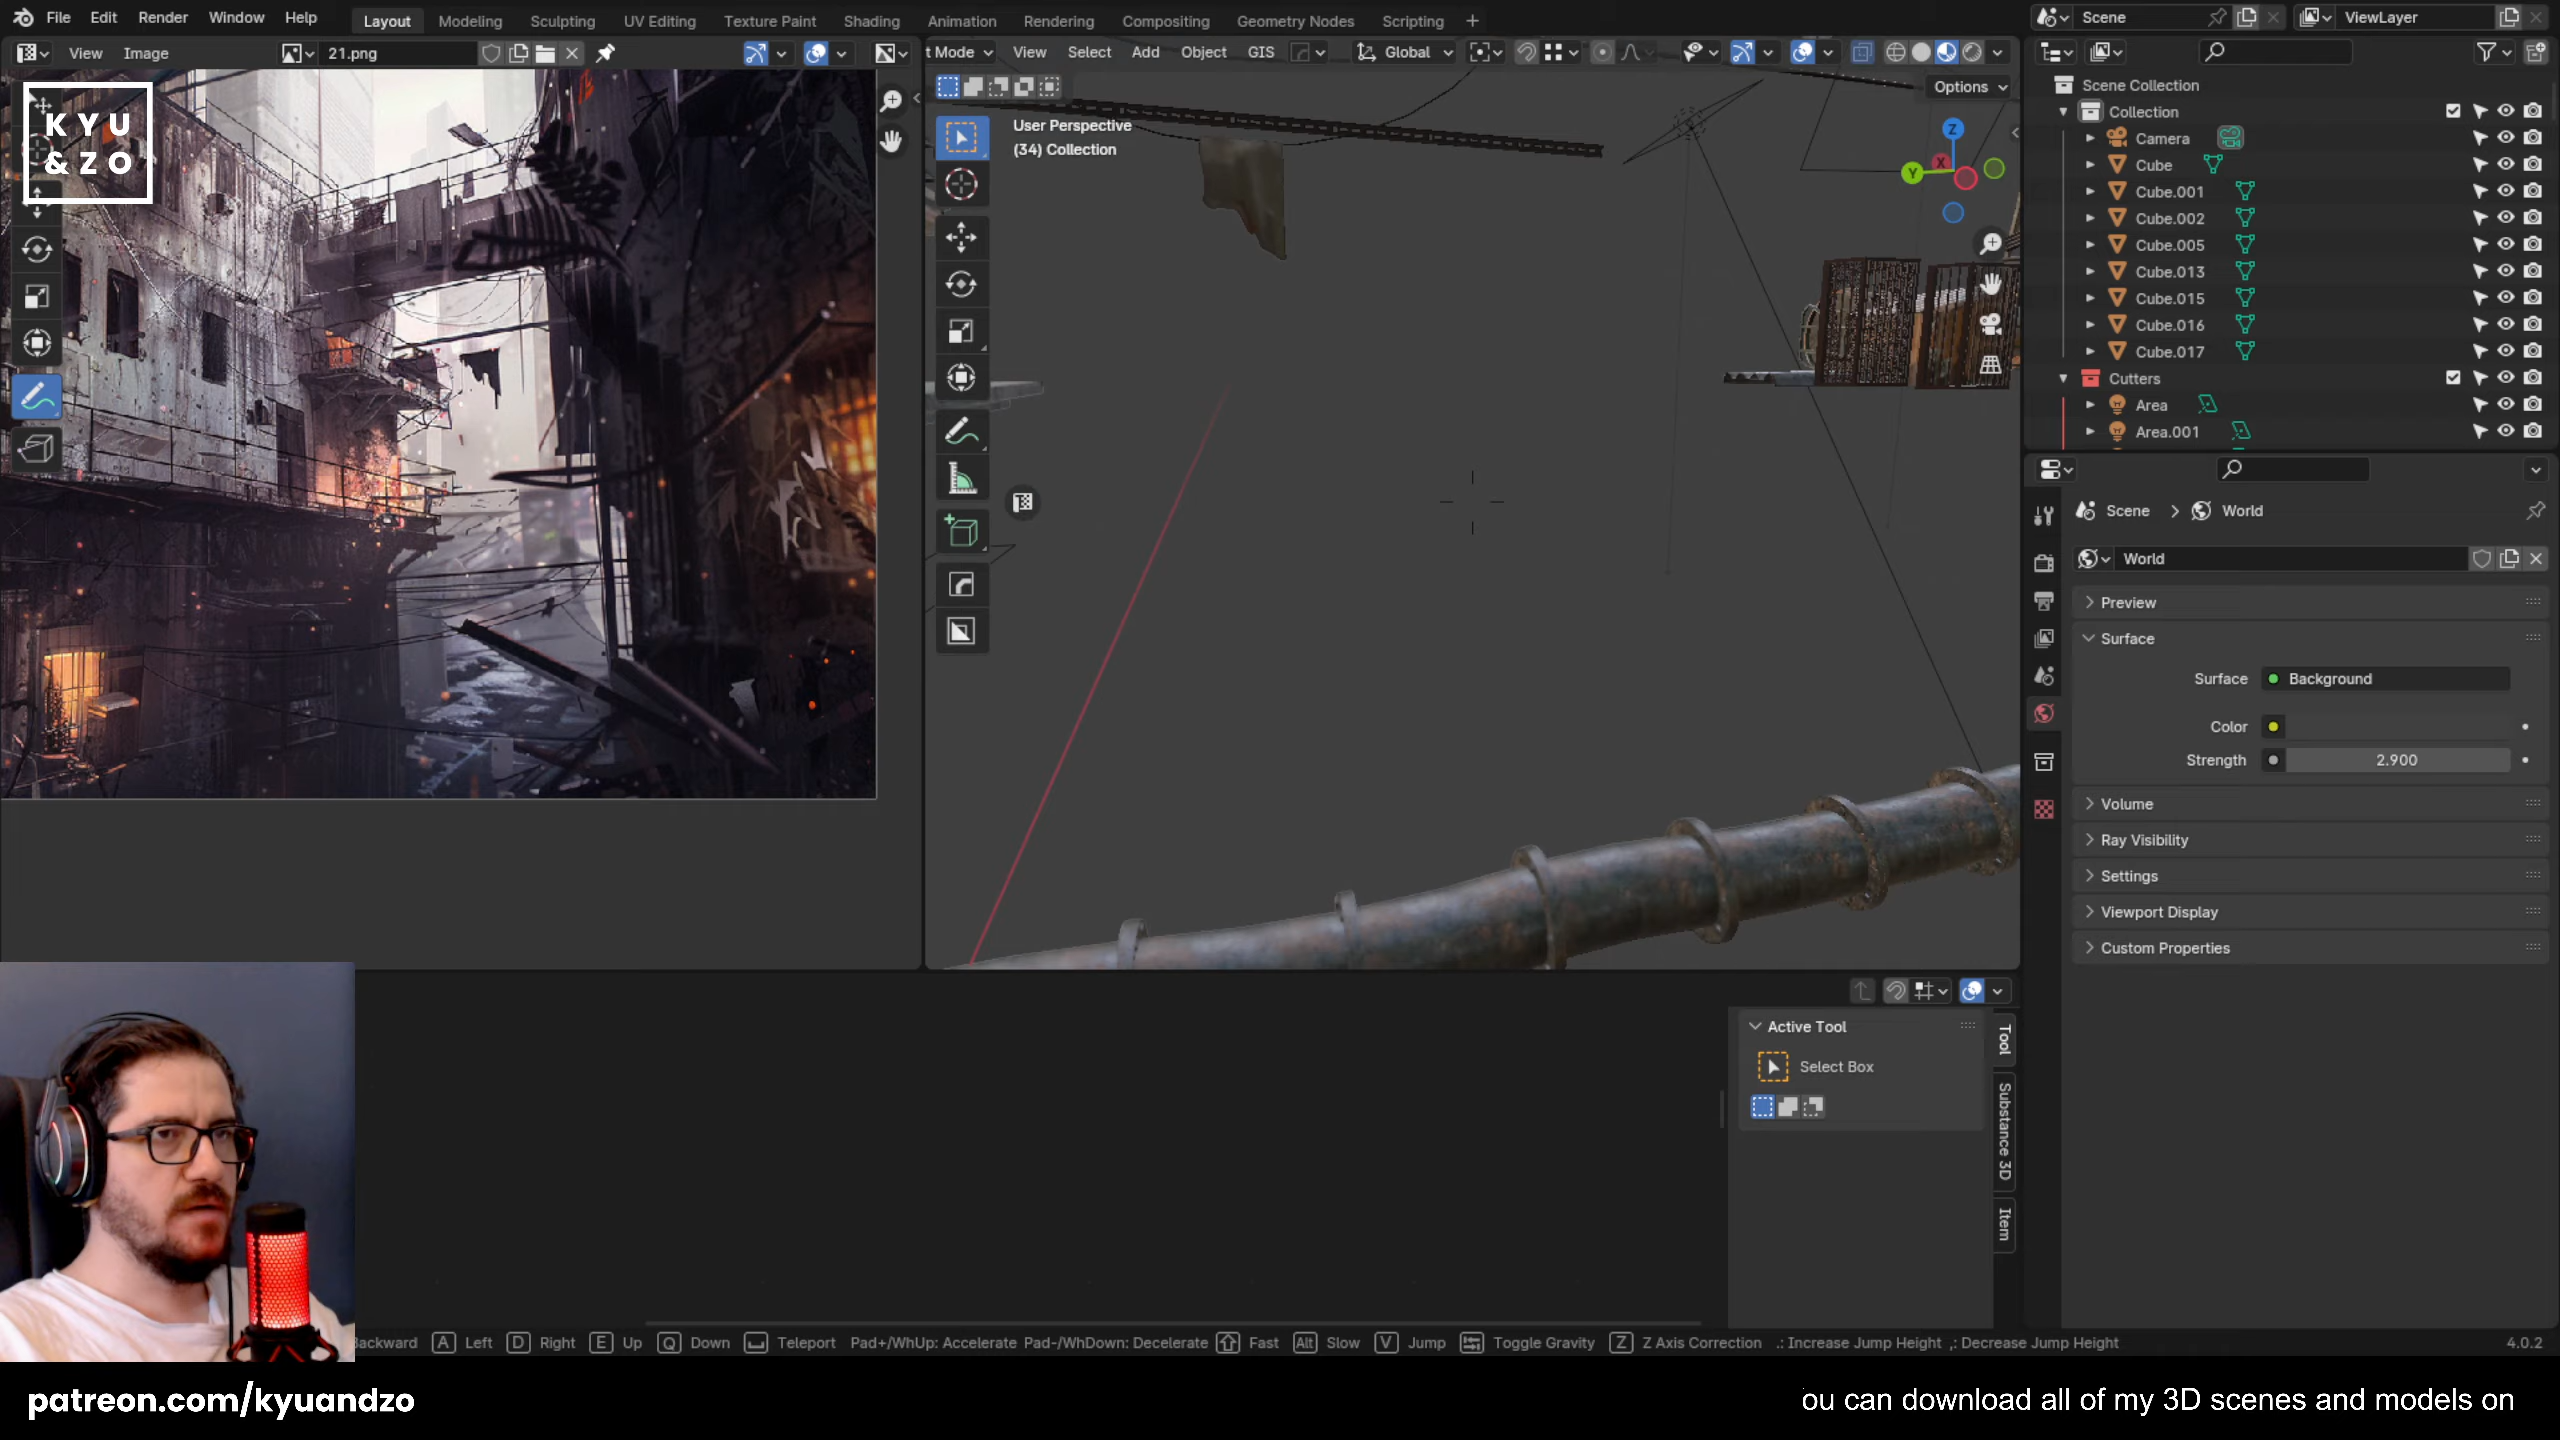 File Edit Render Window Help
Layout Modeling Sculpting UV Editing Texture Paint Shading Animation Rendering Compositing Geometry Nodes Scripting +
Scene
ViewLayer
View Image
21.png
t Mode View Select Add Object GIS
Global
Options
KYU
&ZO
User Perspective
(34) Collection
Z
X
Y
Scene Collection
Collection
Camera
Cube
Cube.001
Cube.002
Cube.005
Cube.013
Cube.015
Cube.016
Cube.017
Cutters
Area
Area.001
Scene > World
World
Preview
Surface
Surface Background
Color
Strength 2.900
Volume
Ray Visibility
Settings
Viewport Display
Custom Properties
Active Tool
Select Box
Tool
Substance 3D
Item
Backward A Left D Right E Up Q Down Teleport Pad+/WhUp: Accelerate Pad-/WhDown: Decelerate Fast Alt Slow V Jump Toggle Gravity Z Z Axis Correction .: Increase Jump Height ,: Decrease Jump Height
4.0.2
patreon.com/kyuandzo
ou can download all of my 3D scenes and models on